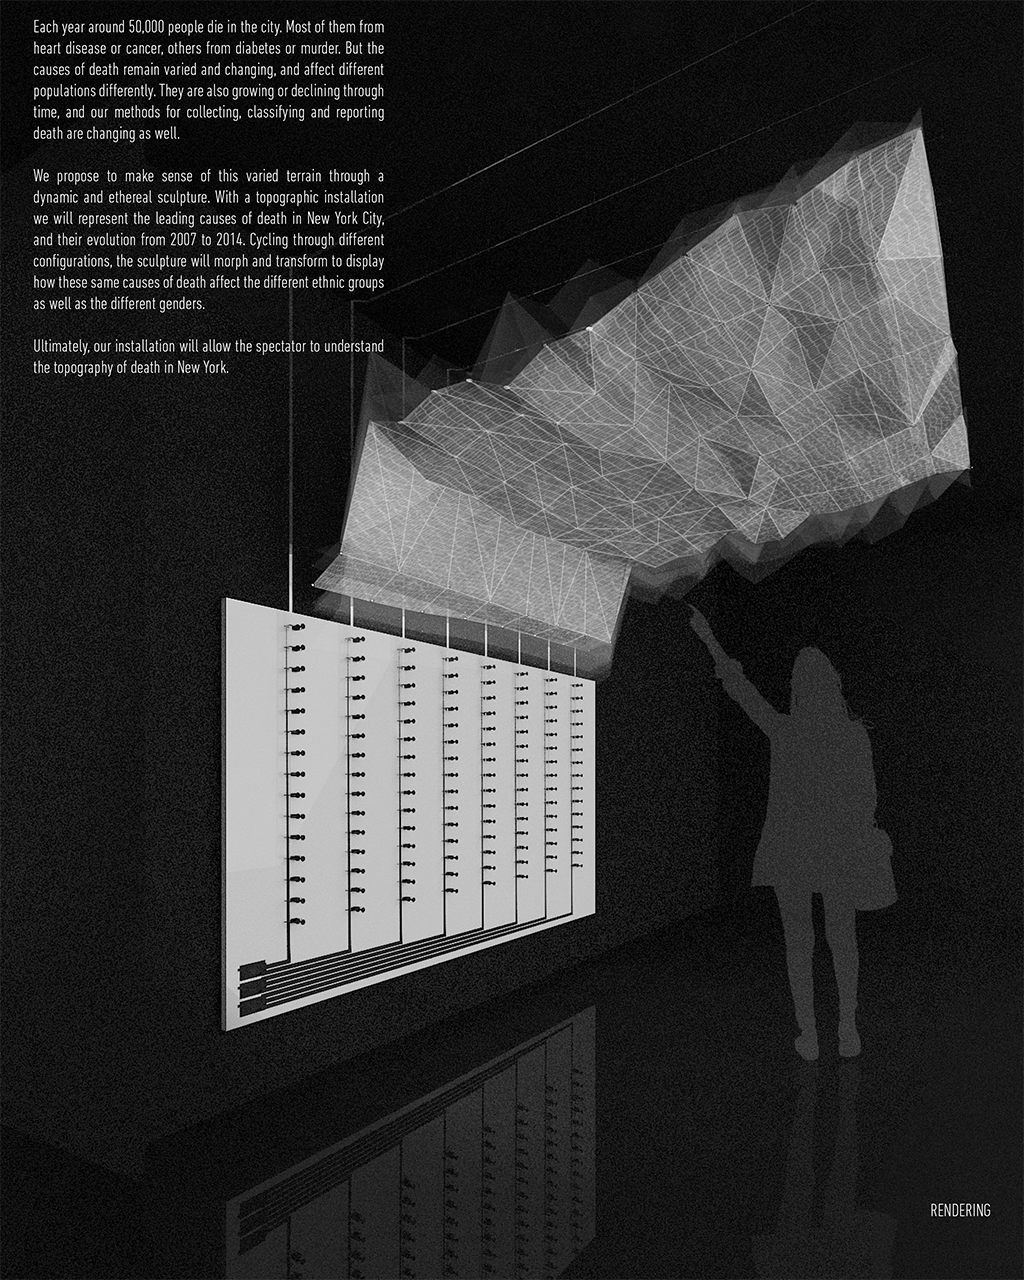 Each year around 50,000 people die in the city. Most of them from
heart disease or cancer, others from diabetes or murder. But the
causes of death remain varied and changing, and affect different
populations differently. They are also growing or declining through
time, and our methods for collecting, classifying and reporting
death are changing as well.
We propose to make sense of this varied terrain through a
dynamic and ethereal sculpture. With a topographic installation
we will represent the leading causes of death in New York City,
and their evolution from 2007 to 2014. Cycling through different
configurations, the sculpture will morph and transform to display
how these same causes of death affect the different ethnic groups
as well as the different genders.
Ultimately, our installation will allow the spectator to understand
the topography of death in New York.
RENDERING